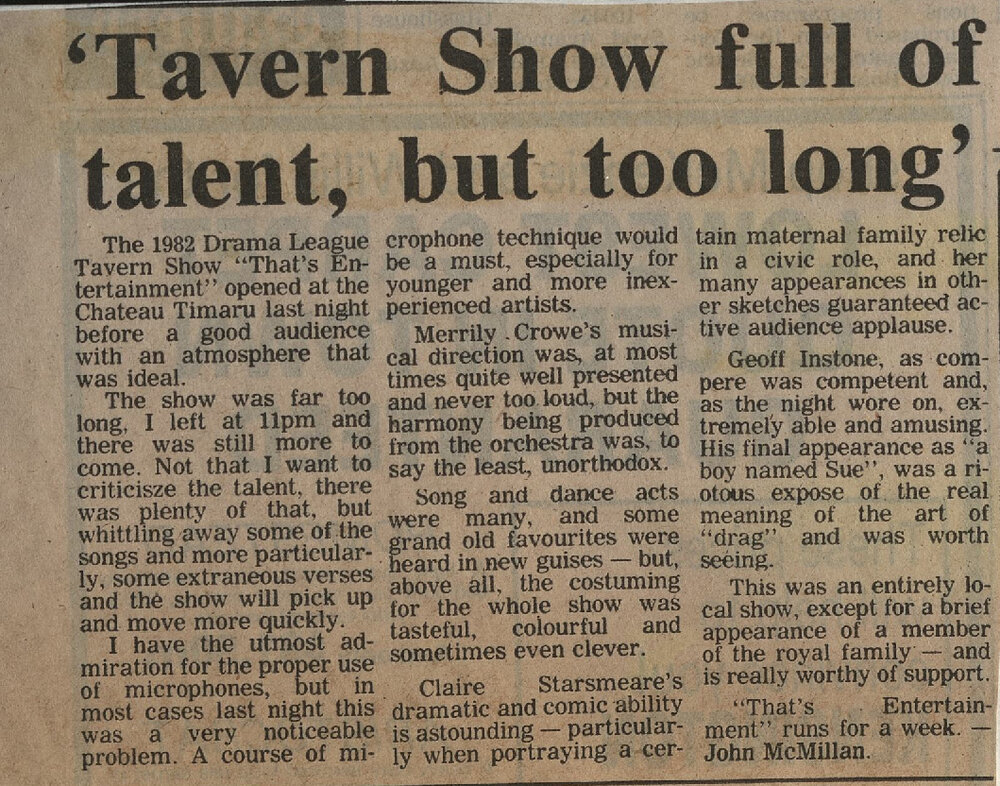 ‘Tavern Show full of
talent, but too long’
The 1982 Drama League
Tavern Show “That’s En-
tertainment” opened at the
Chateau Timaru last night
before a good audience
with an atmosphere that
was ideal.
The show was far too
long, I left at 11pm and
there was still more to
come. Not that I want to
criticisze the talent, there
was plenty of that, but
whittling away some of the
songs and more particular-
ly, some extraneous verses
and the show will pick up
and move more quickly.
I have the utmost ad-
miration for the proper use
of microphones, but in
most cases last night this
was a very noticeable
problem. A course of mi-
crophone technique would
be a must, especially for
younger and more inex-
perienced artists.
Merrily Crowe’s musi-
cal direction was, at most
times quite well presented
and never too loud, but the
harmony being produced
from the orchestra was, to
say the least, unorthodox.
Song and dance acts
were many, and some
grand old favourites were
heard in new guises — but,
above all, the costuming
for the whole show was
tasteful, colourful and
sometimes even clever.
Claire Starsmeare’s
dramatic and comic ability
is astounding — particular-
ly when portraying a cer-
tain maternal family relic
in a civic role, and her
many appearances in oth-
er sketches guaranteed ac-
tive audience applause.
Geoff Instone, as com-
pere was competent and,
as the night wore on, ex-
tremely able and amusing.
His final appearance as “a
boy named Sue”, was a ri-
otous expose of the real
meaning of the art of
“drag” and was worth
seeing.
This was an entirely lo-
cal show, except for a brief
appearance of a member
of the royal family — and
is really worthy of support.
“That’s Entertain-
ment” runs for a week. —
John McMillan.